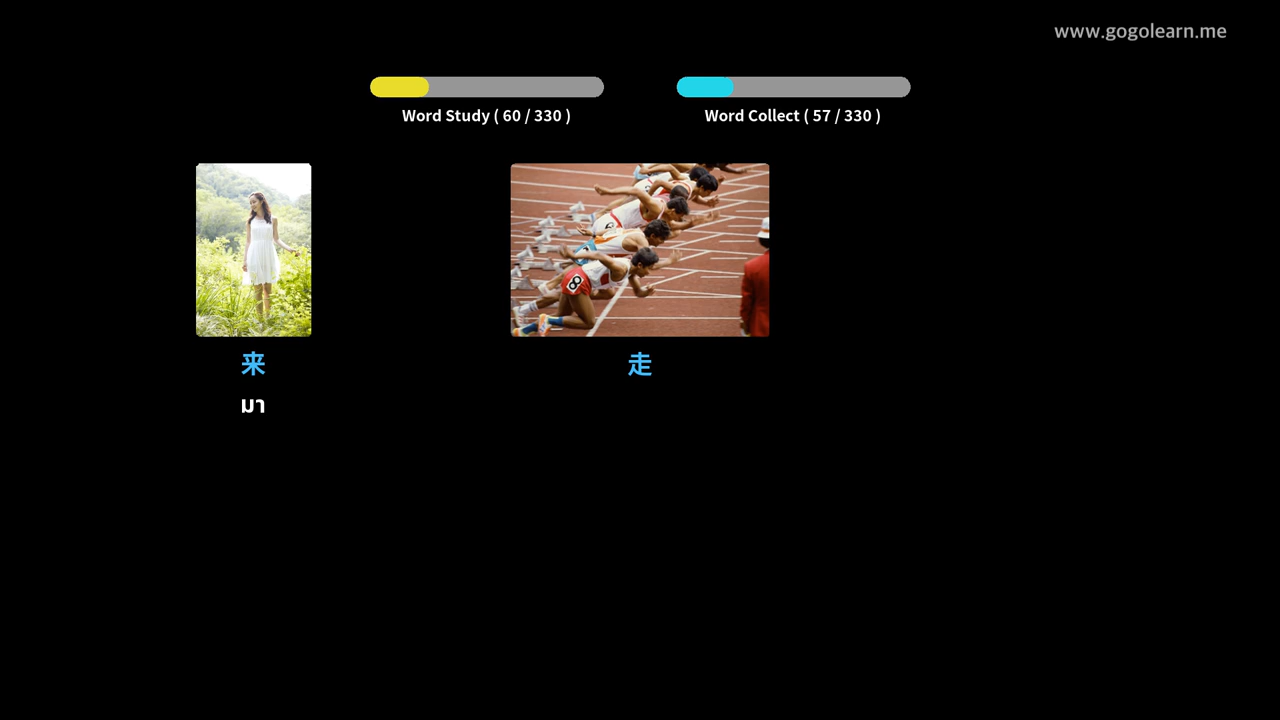 www.gogolearn.me
Word Study ( 60 / 330 )
Word Collect ( 57 / 330 )
来
走
มา